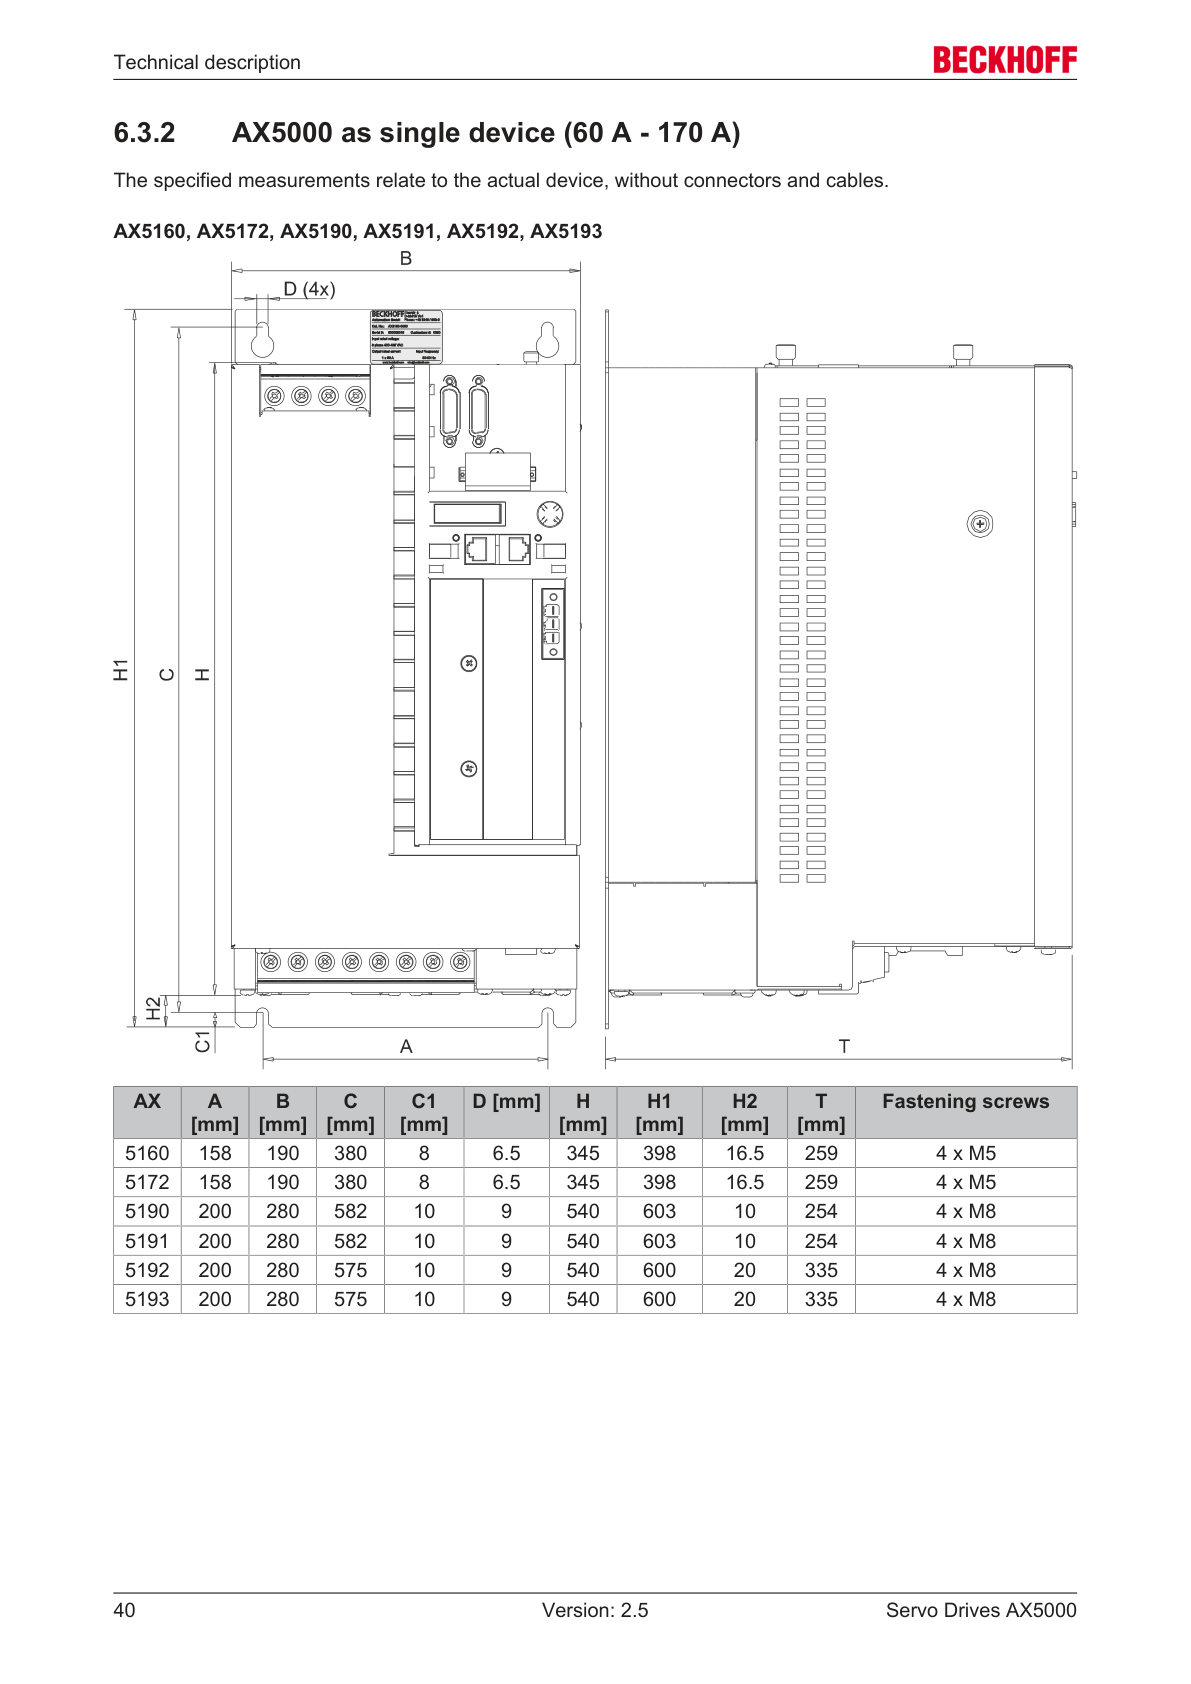 Technical description
BECKHOFF
6.3.2 AX5000 as single device (60 A - 170 A)
The specified measurements relate to the actual device, without connectors and cables.
AX5160, AX5172, AX5190, AX5191, AX5192, AX5193
B
D (4x)
BECKHOFF
H1
C
H
H2
C1
A
T
AX A B C C1 D [mm] H H1 H2 T Fastening screws
[mm] [mm] [mm] [mm] [mm] [mm] [mm] [mm]
5160 158 190 380 8 6.5 345 398 16.5 259 4 x M5
5172 158 190 380 8 6.5 345 398 16.5 259 4 x M5
5190 200 280 582 10 9 540 603 10 254 4 x M8
5191 200 280 582 10 9 540 603 10 254 4 x M8
5192 200 280 575 10 9 540 600 20 335 4 x M8
5193 200 280 575 10 9 540 600 20 335 4 x M8
40 Version: 2.5 Servo Drives AX5000